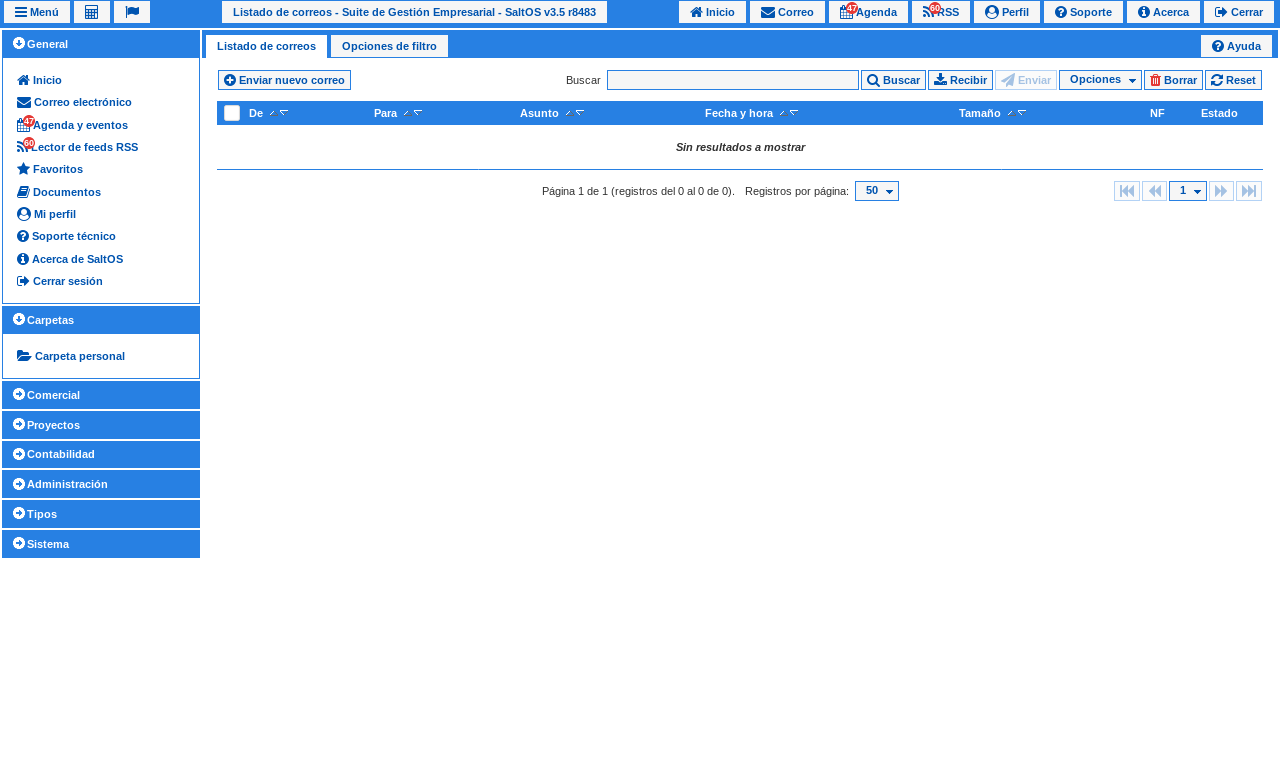 Menú
Listado de correos - Suite de Gestión Empresarial - SaltOS v3.5 r8483
Inicio
Correo
47 Agenda
60 RSS
Perfil
Soporte
Acerca
Cerrar
General
Inicio
Correo electrónico
47 Agenda y eventos
60 Lector de feeds RSS
Favoritos
Documentos
Mi perfil
Soporte técnico
Acerca de SaltOS
Cerrar sesión
Carpetas
Carpeta personal
Comercial
Proyectos
Contabilidad
Administración
Tipos
Sistema
Listado de correos
Opciones de filtro
Ayuda
Enviar nuevo correo
Buscar
Buscar
Recibir
Enviar
Opciones
Borrar
Reset
De Para Asunto Fecha y hora Tamaño NF Estado
Sin resultados a mostrar
Página 1 de 1 (registros del 0 al 0 de 0). Registros por página: 50
1